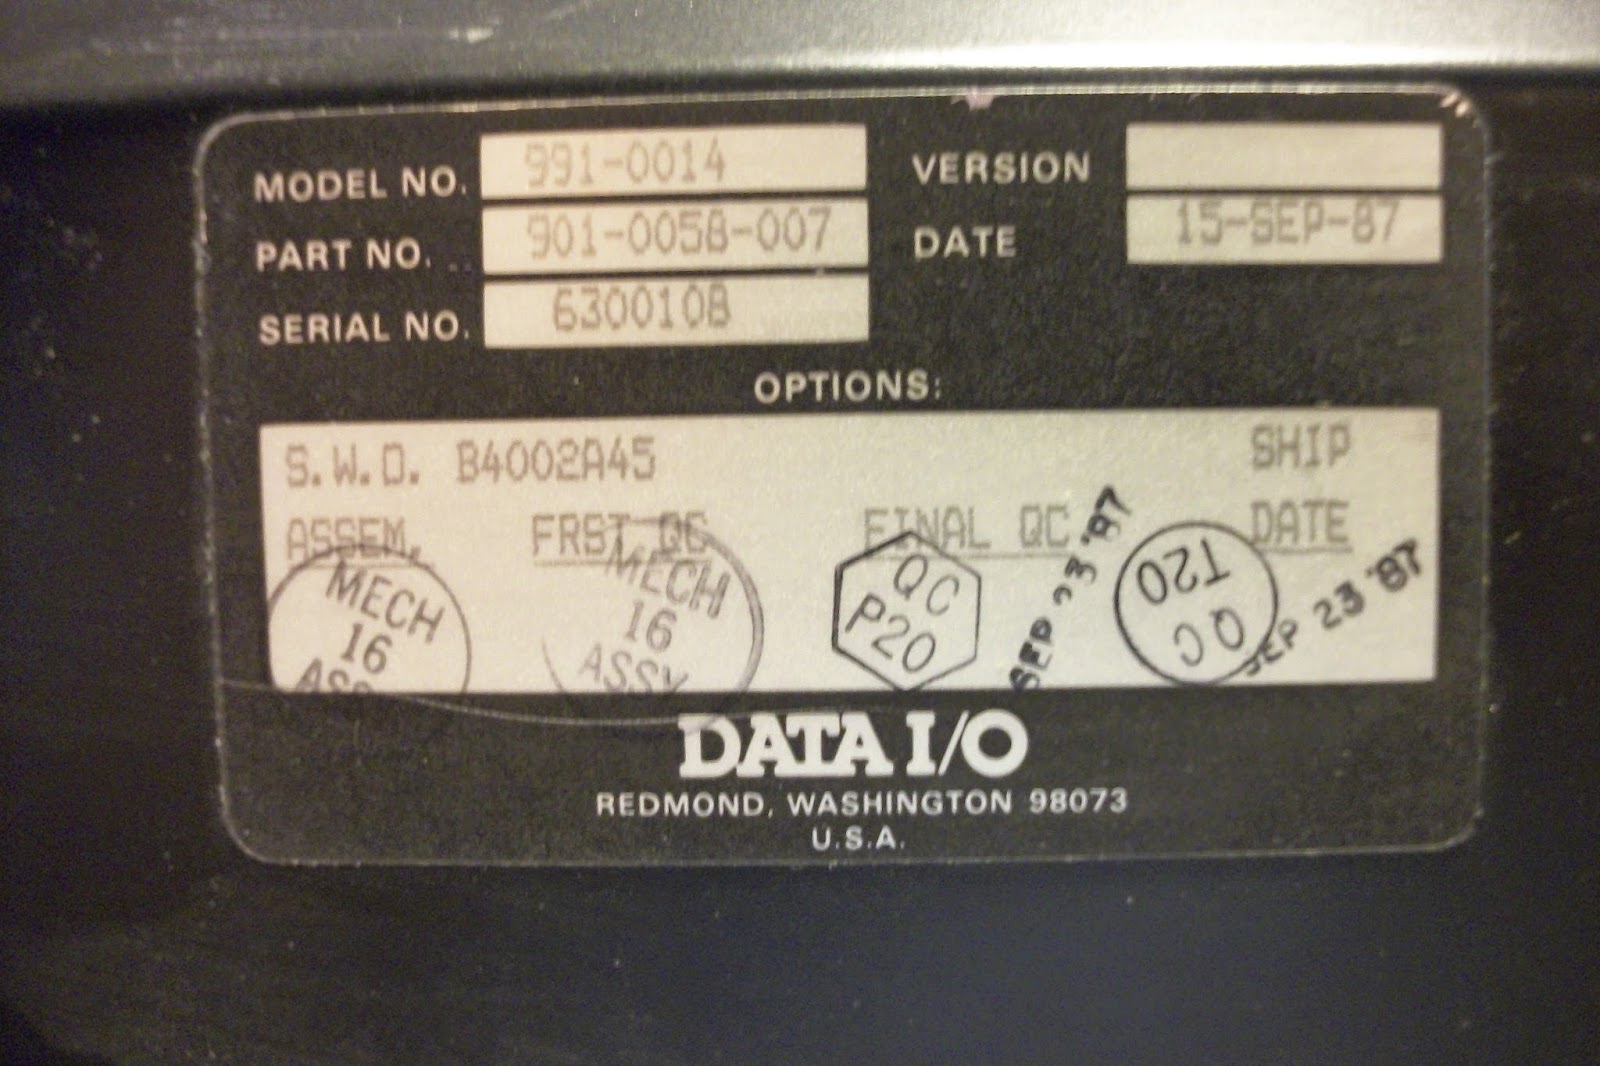 MODEL NO. 991-0014
VERSION
PART NO. 901-0058-007
DATE 15-SEP-87
SERIAL NO. 6300108
OPTIONS:
S.W.O. B4002A45 SHIP
ASSEM. FRST QC FINAL QC DATE
MECH
16
MECH
16
ASSY
QC
P20
SEP 23 '87
T20
QC
SEP 23 '87
DATA I/O
REDMOND, WASHINGTON 98073
U.S.A.